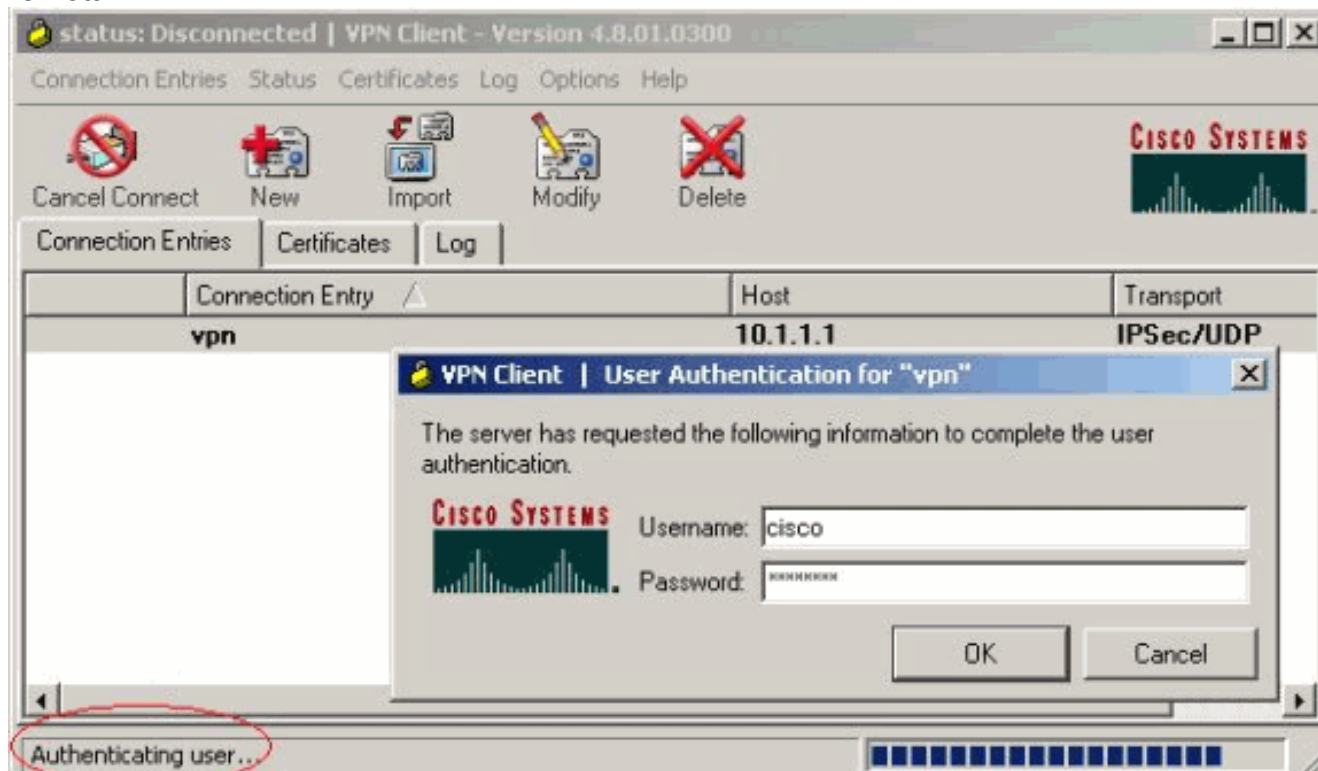 status: Disconnected | VPN Client - Version 4.8.01.0300
Connection Entries Status Certificates Log Options Help
CISCO SYSTEMS
Cancel Connect New Import Modify Delete
Connection Entries Certificates Log
Connection Entry Host Transport
vpn 10.1.1.1 IPSec/UDP
VPN Client | User Authentication for "vpn"
The server has requested the following information to complete the user
authentication.
CISCO SYSTEMS
Username: cisco
Password: ********
OK Cancel
Authenticating user...